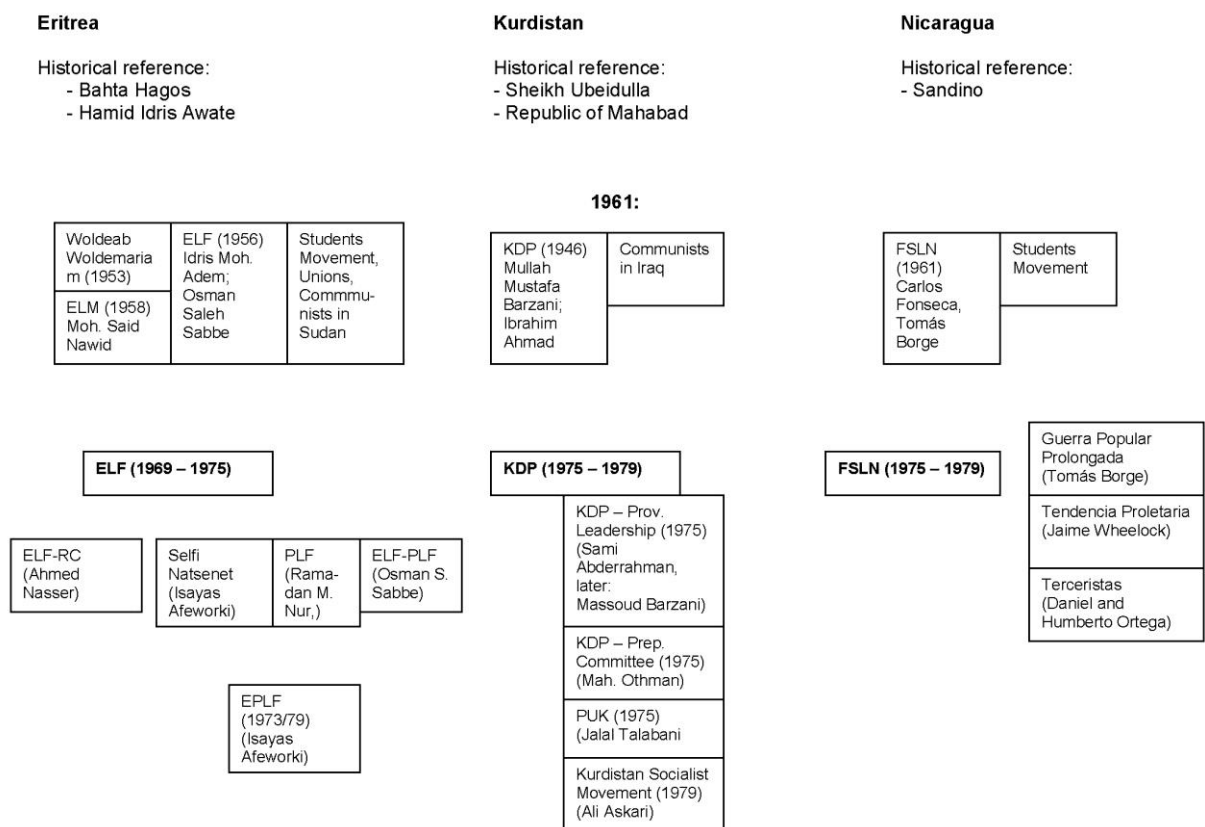 Eritrea
Historical reference:
- Bahta Hagos
- Hamid Idris Awate
Kurdistan
Historical reference:
- Sheikh Ubeidulla
- Republic of Mahabad
Nicaragua
Historical reference:
- Sandino
1961:
Woldeab
Woldemaria
m (1953)
ELM (1958)
Moh. Said
Nawid
ELF (1956)
Idris Moh.
Adem;
Osman
Saleh
Sabbe
Students
Movement,
Unions,
Commmu-
nists in
Sudan
KDP (1946)
Mullah
Mustafa
Barzani;
Ibrahim
Ahmad
Communists
in Iraq
FSLN
(1961)
Carlos
Fonseca,
Tomás
Borge
Students
Movement
ELF (1969 – 1975)
ELF-RC
(Ahmed
Nasser)
Selfi
Natsenet
(Isayas
Afeworki)
PLF
(Rama-
dan M.
Nur,)
ELF-PLF
(Osman S.
Sabbe)
EPLF
(1973/79)
(Isayas
Afeworki)
KDP (1975 – 1979)
KDP – Prov.
Leadership (1975)
(Sami
Abderrahman,
later:
Massoud Barzani)
KDP – Prep.
Committee (1975)
(Mah. Othman)
PUK (1975)
(Jalal Talabani
Kurdistan Socialist
Movement (1979)
(Ali Askari)
FSLN (1975 – 1979)
Guerra Popular
Prolongada
(Tomás Borge)
Tendencia Proletaria
(Jaime Wheelock)
Terceristas
(Daniel and
Humberto Ortega)